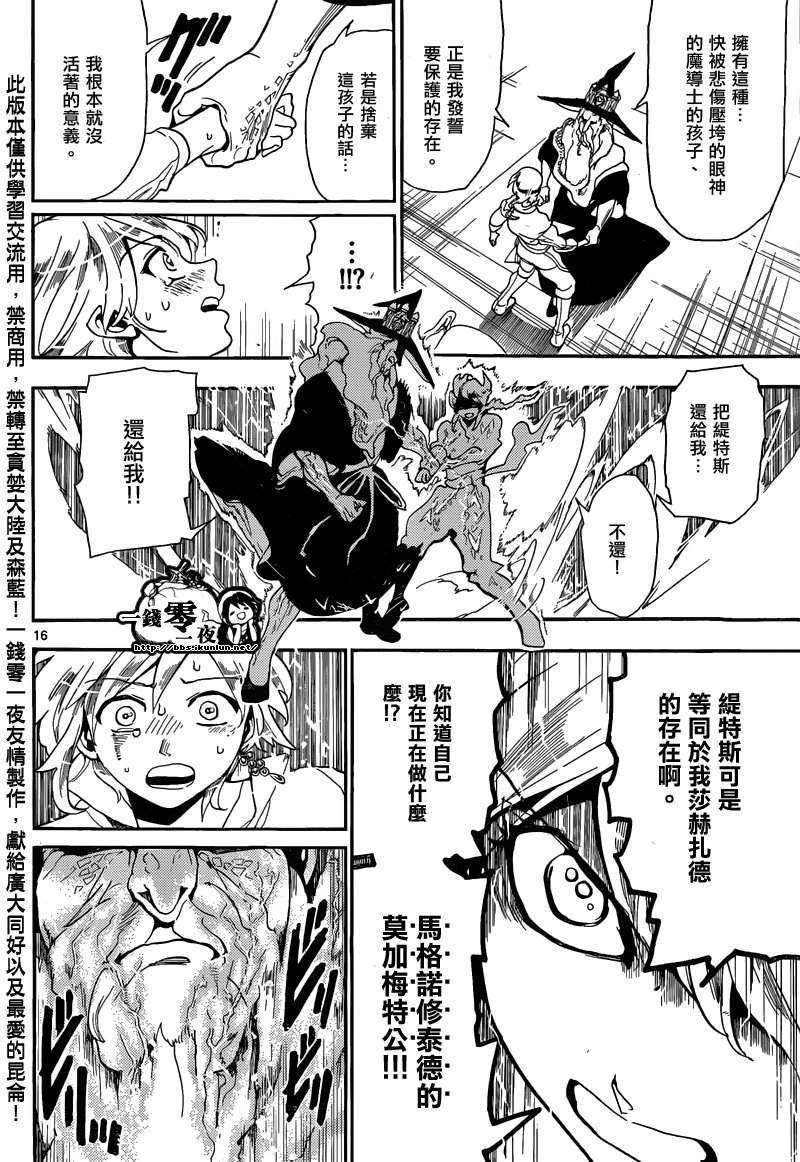 擁有這種…
快被悲傷壓垮的眼神
的魔導士的孩子、
正是我發誓
要保護的存在。
若是捨棄
這孩子的話…
我根本就沒
活著的意義。
…!!?
把緹特斯
還給我…
不還!
還給我!!
緹特斯可是
等同於我莎赫扎德
的存在啊。
你知道自己
現在正在做什
麼!?
馬格諾修泰德的
莫加梅特公!!!
16
一錢零一夜
http://bbs.ikunlun.net/
此版本僅供學習交流用，禁商用，禁轉至貪婪大陸及森藍！一錢零一夜友情製作，獻給廣大同好以及最愛的昆侖！